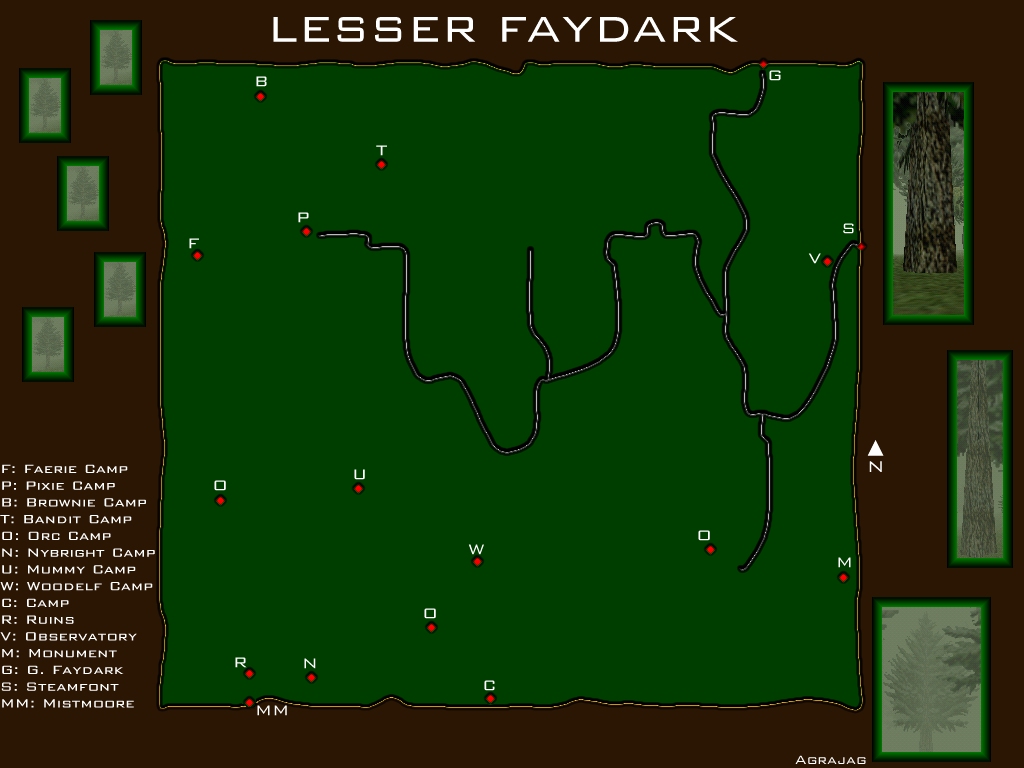 LESSER FAYDARK
G
B
T
P
S
F
V
N
F: FAERIE CAMP
P: PIXIE CAMP
B: BROWNIE CAMP
T: BANDIT CAMP
O: ORC CAMP
N: NYBRIGHT CAMP
U: MUMMY CAMP
W: WOODELF CAMP
C: CAMP
R: RUINS
V: OBSERVATORY
M: MONUMENT
G: G. FAYDARK
S: STEAMFONT
MM: MISTMOORE
U
O
W
O
M
O
R
N
C
MM
AGRAJAG